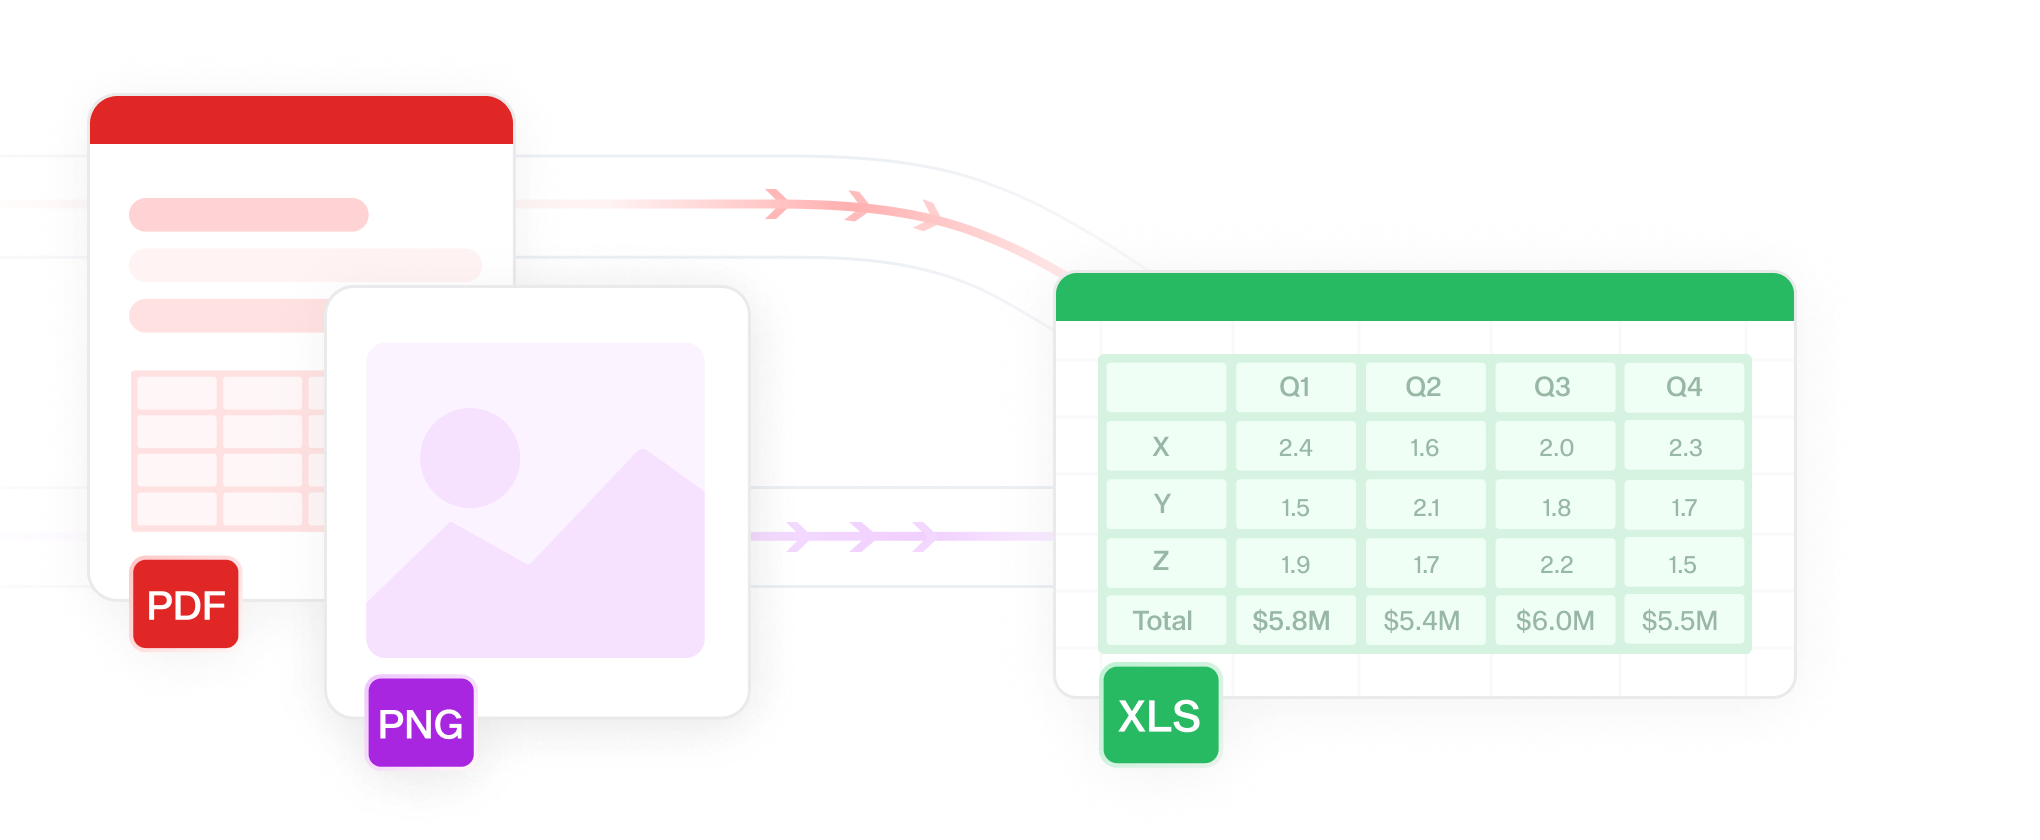 PDF
PNG
Q1 Q2 Q3 Q4
X 2.4 1.6 2.0 2.3
Y 1.5 2.1 1.8 1.7
Z 1.9 1.7 2.2 1.5
Total $5.8M $5.4M $6.0M $5.5M
XLS